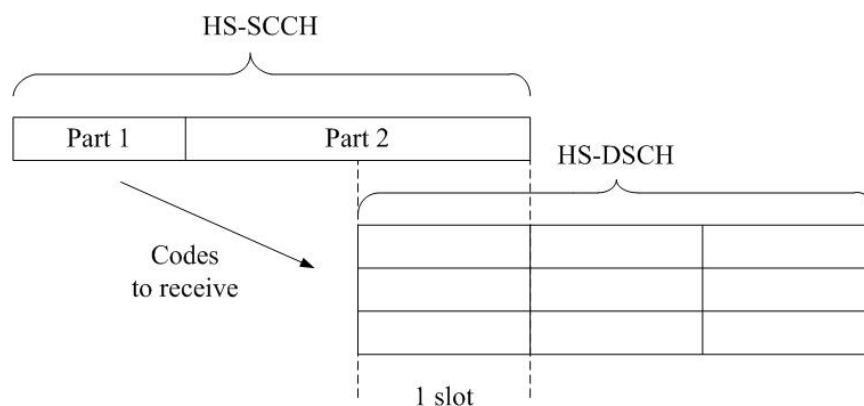 HS-SCCH
Part 1
Part 2
HS-DSCH
Codes
to receive
1 slot